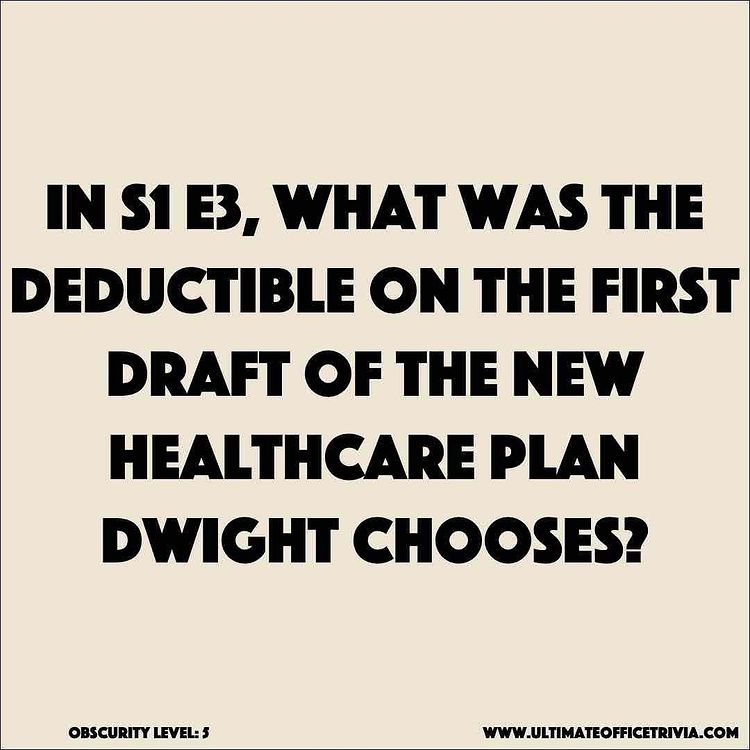 IN S1 E3, WHAT WAS THE
DEDUCTIBLE ON THE FIRST
DRAFT OF THE NEW
HEALTHCARE PLAN
DWIGHT CHOOSES?
OBSCURITY LEVEL: 5
WWW.ULTIMATEOFFICETRIVIA.COM